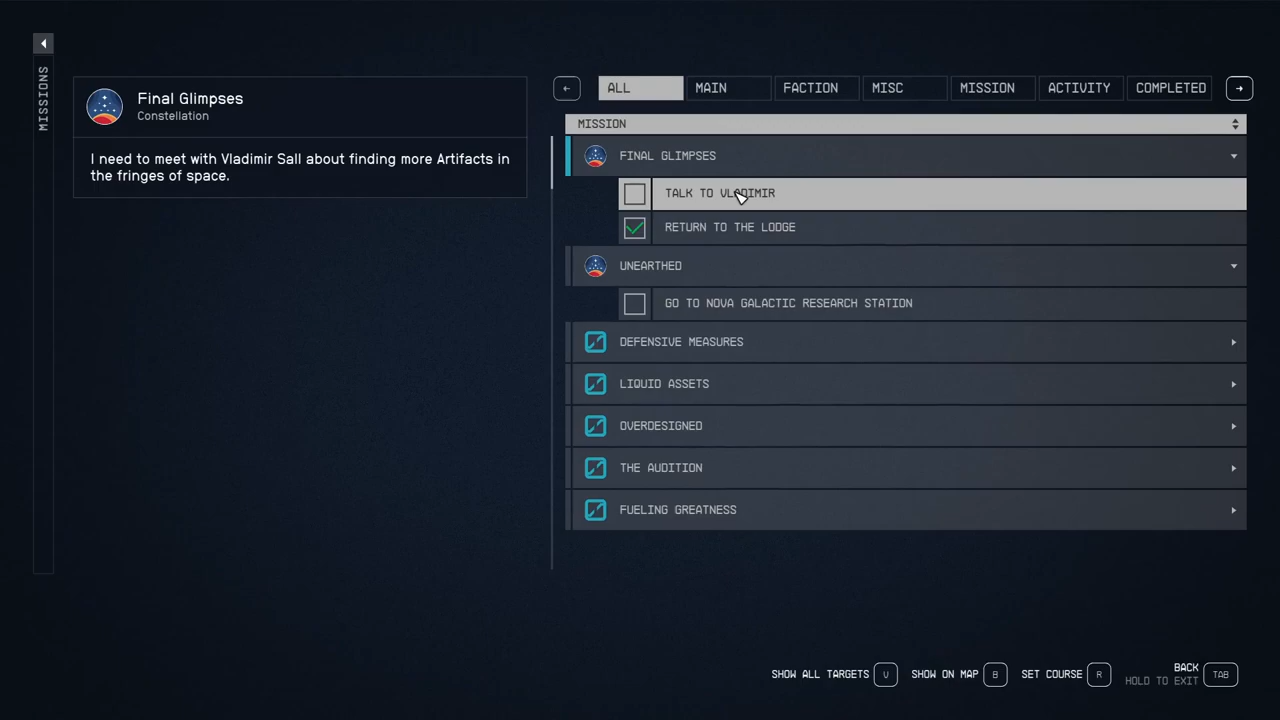 MISSIONS
Final Glimpses
Constellation
I need to meet with Vladimir Sall about finding more Artifacts in
the fringes of space.
ALL
MAIN
FACTION
MISC
MISSION
ACTIVITY
COMPLETED
MISSION
FINAL GLIMPSES
TALK TO VLADIMIR
RETURN TO THE LODGE
UNEARTHED
GO TO NOVA GALACTIC RESEARCH STATION
DEFENSIVE MEASURES
LIQUID ASSETS
OVERDESIGNED
THE AUDITION
FUELING GREATNESS
SHOW ALL TARGETS V
SHOW ON MAP B
SET COURSE R
BACK
HOLD TO EXIT
TAB